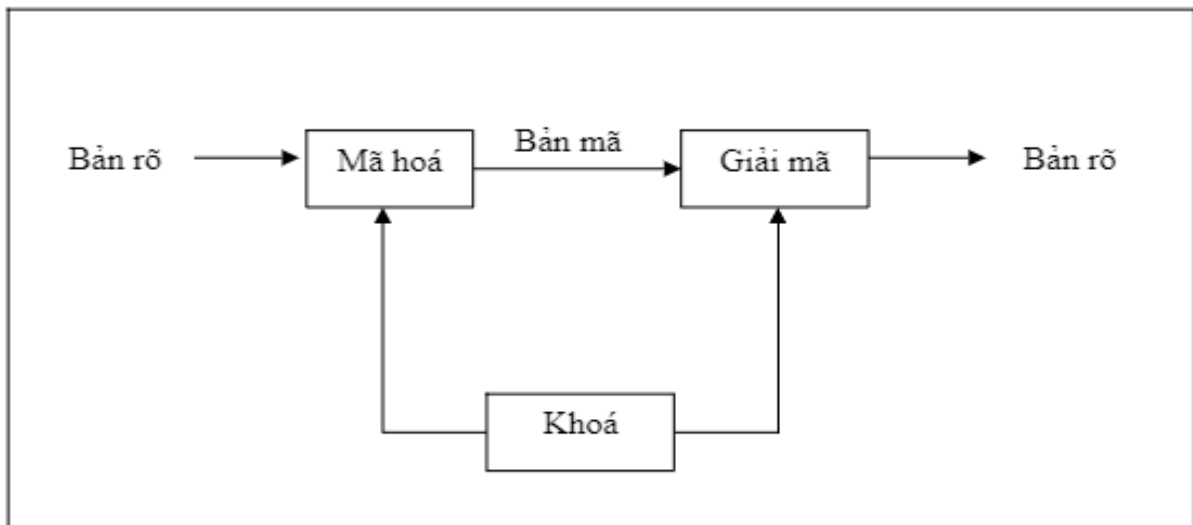 Bản rõ
Mã hoá
Bản mã
Giải mã
Bản rõ
Khoá